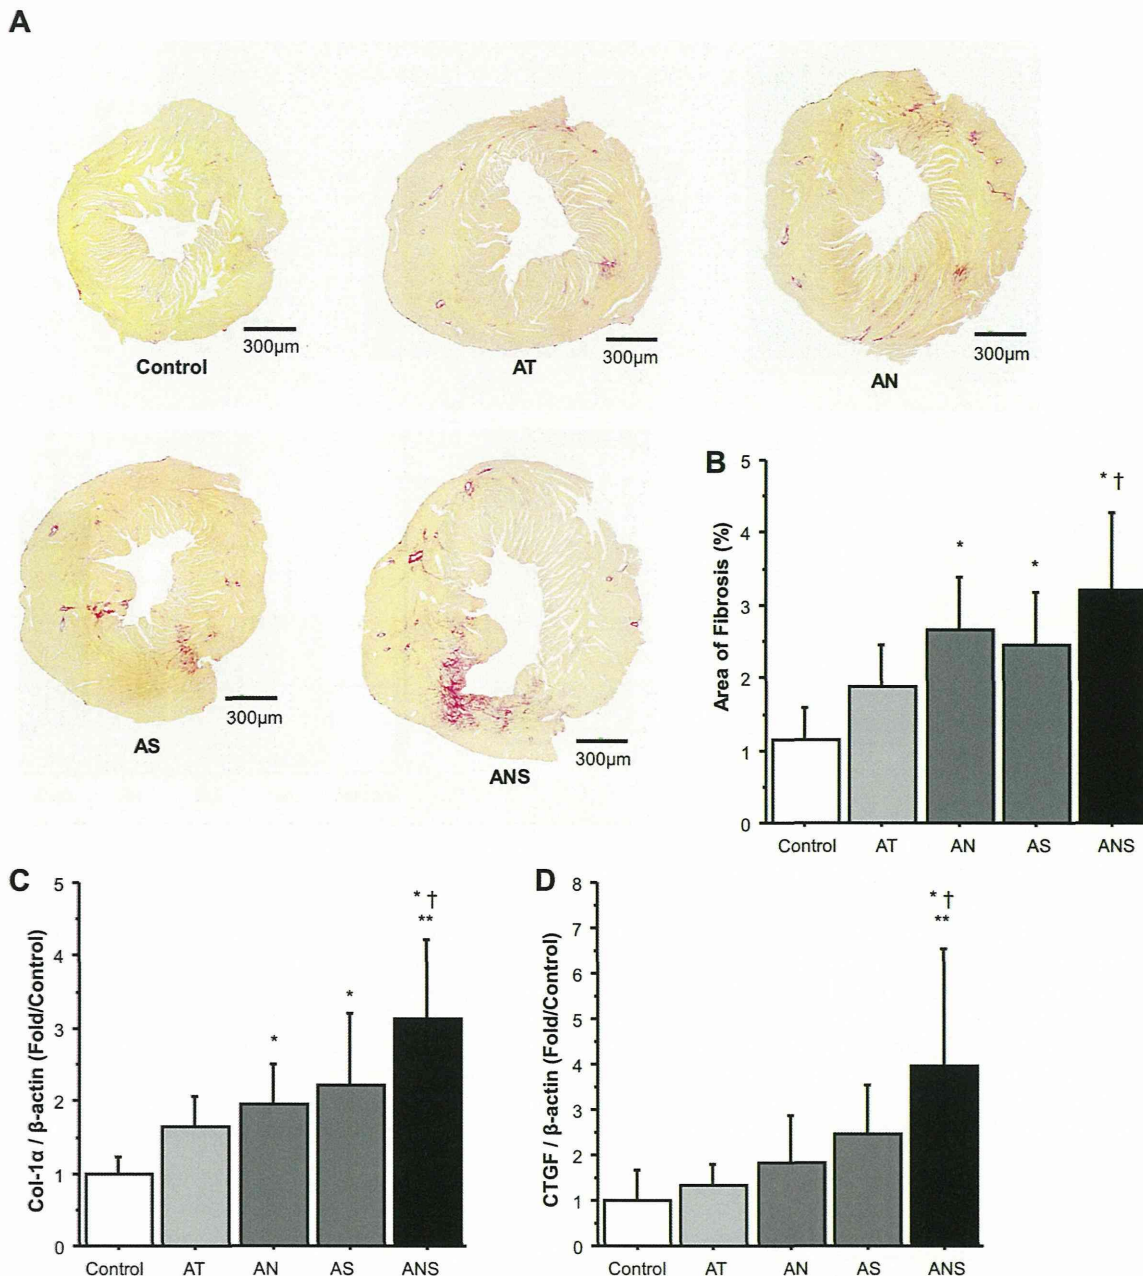 A
300μm
Control
300μm
AT
300μm
AN
300μm
AS
300μm
ANS
B
Area of Fibrosis (%)
5
4
3
2
1
0
*
*
* †
Control AT AN AS ANS
C
Col-1α / β-actin (Fold/Control)
5
4
3
2
1
0
*
*
* †
**
Control AT AN AS ANS
D
CTGF / β-actin (Fold/Control)
8
7
6
5
4
3
2
1
0
* †
**
Control AT AN AS ANS